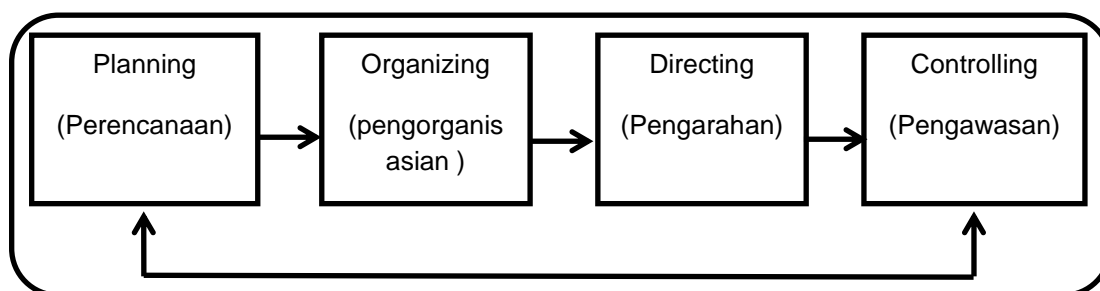 Planning
(Perencanaan)
Organizing
(pengorganis
asian )
Directing
(Pengarahan)
Controlling
(Pengawasan)